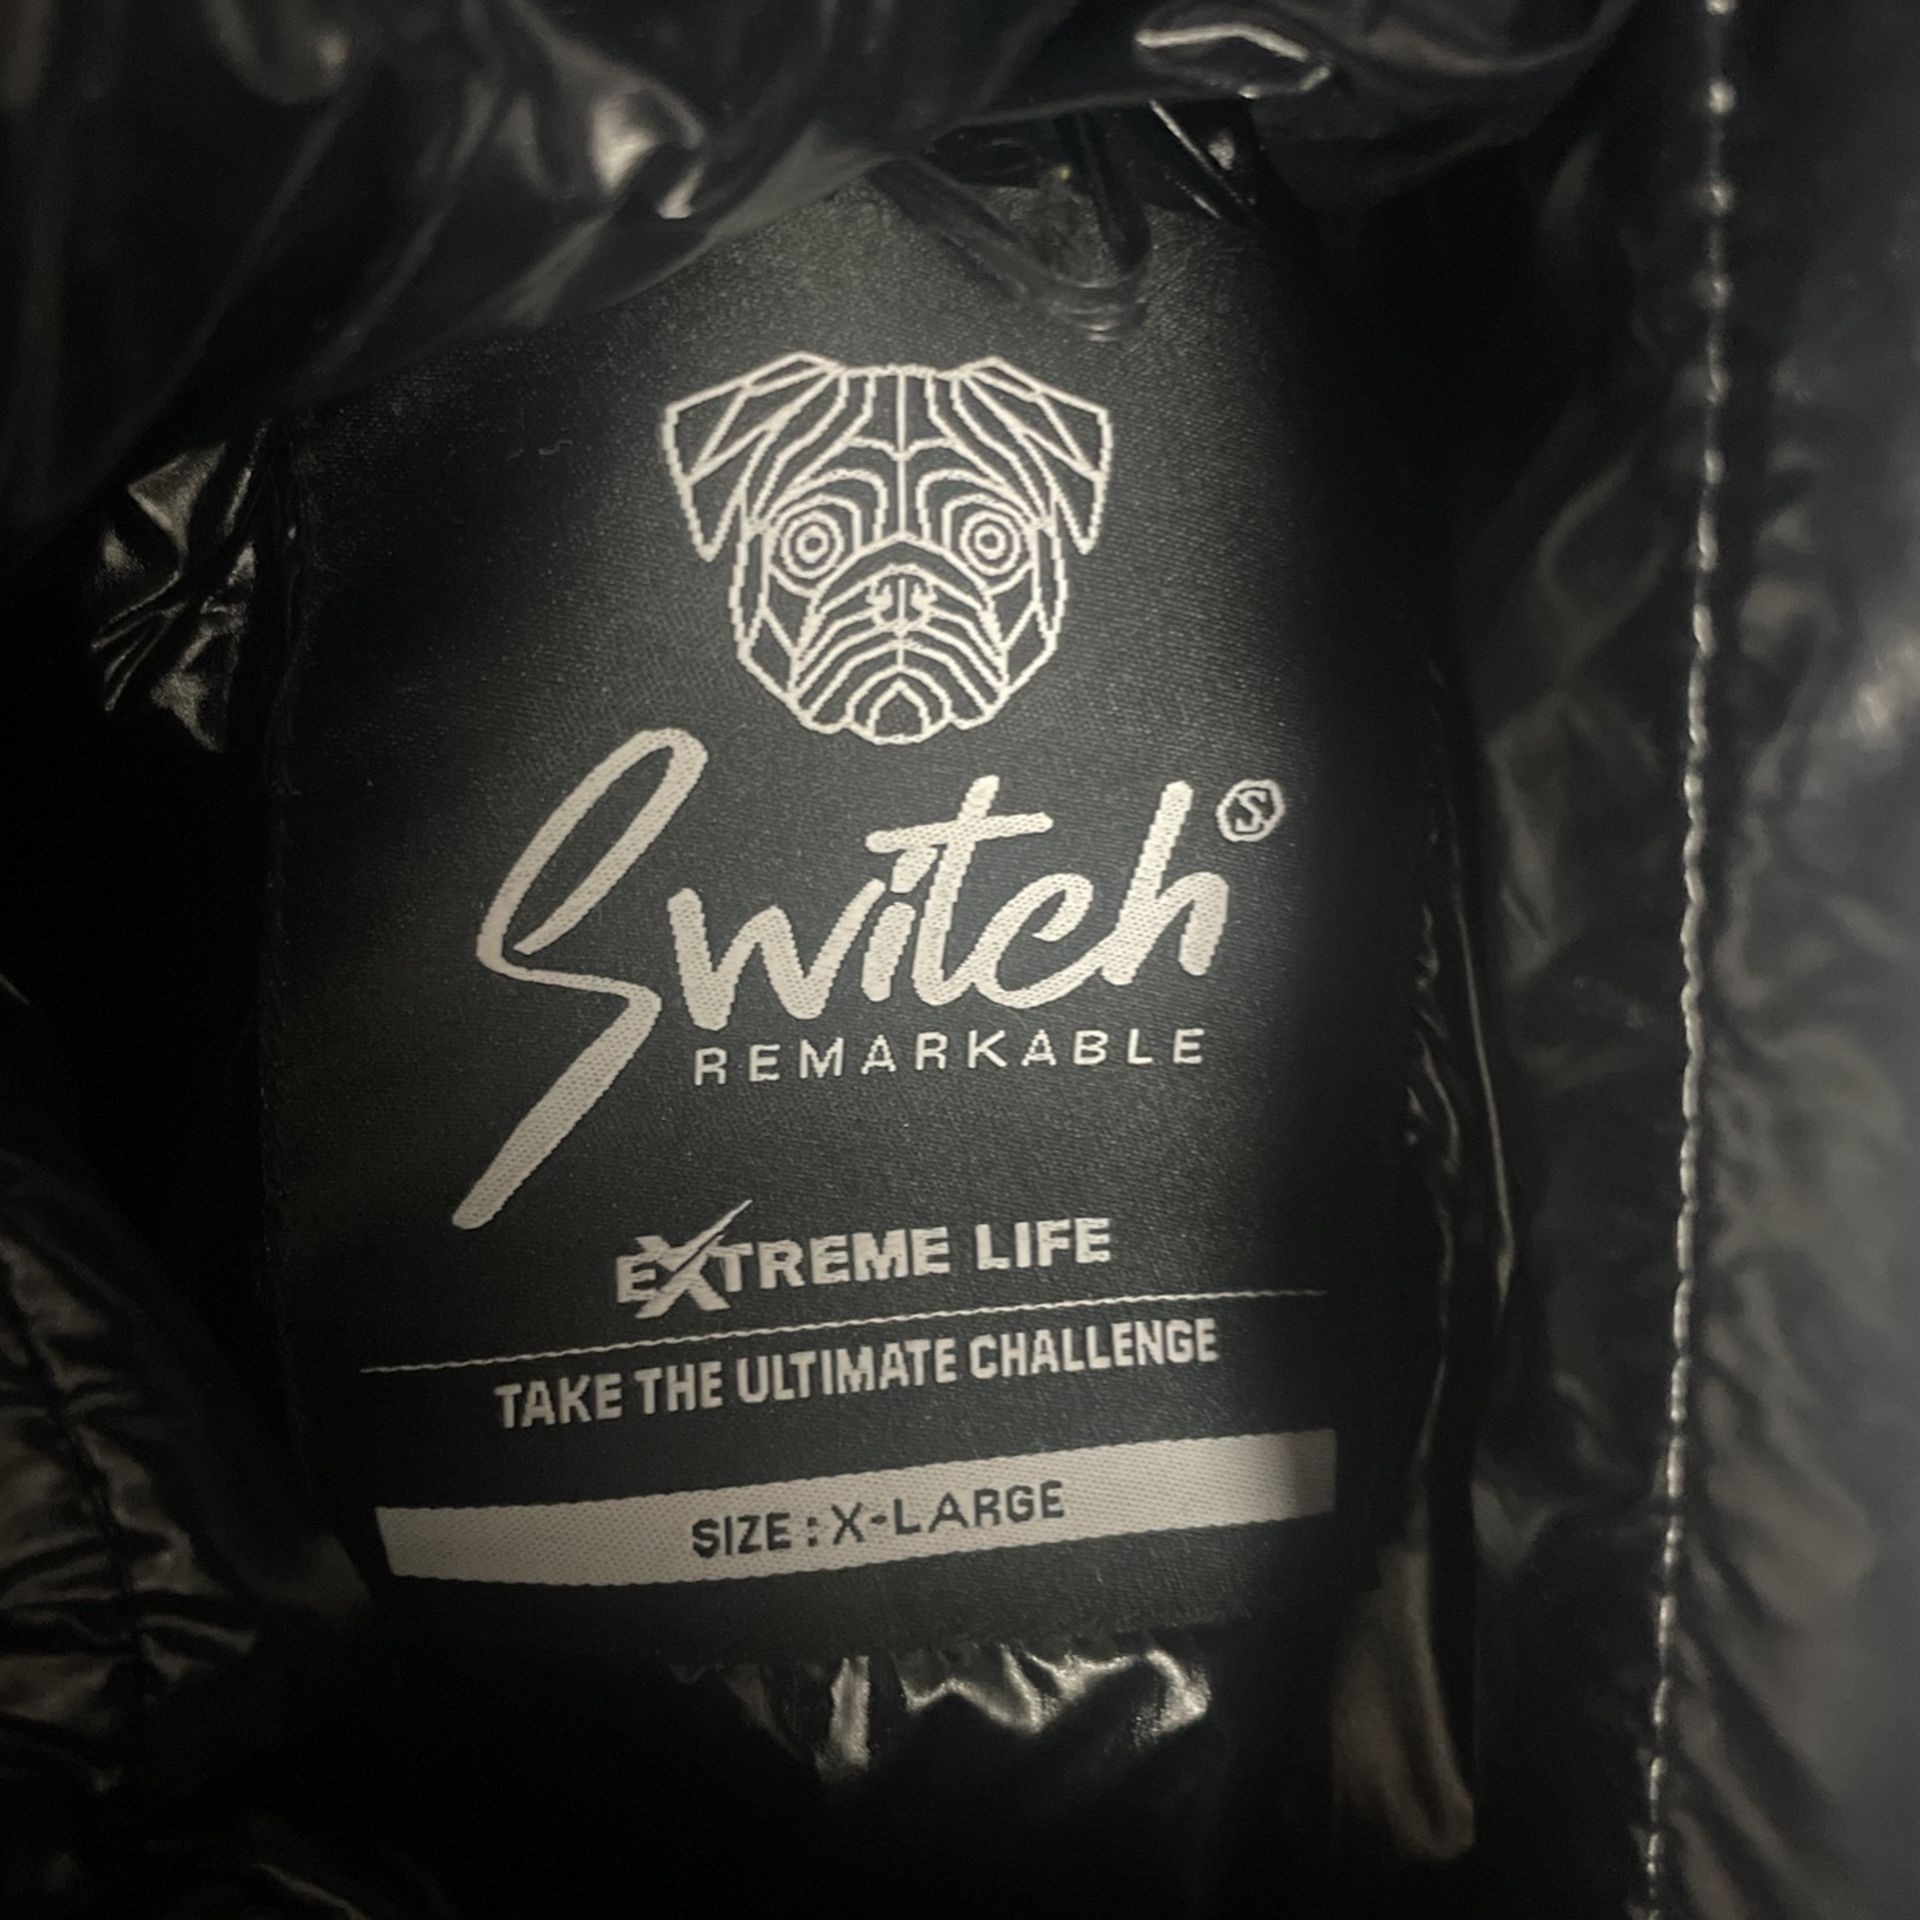 Switch Ⓢ
REMARKABLE
EXTREME LIFE
TAKE THE ULTIMATE CHALLENGE
SIZE : X-LARGE